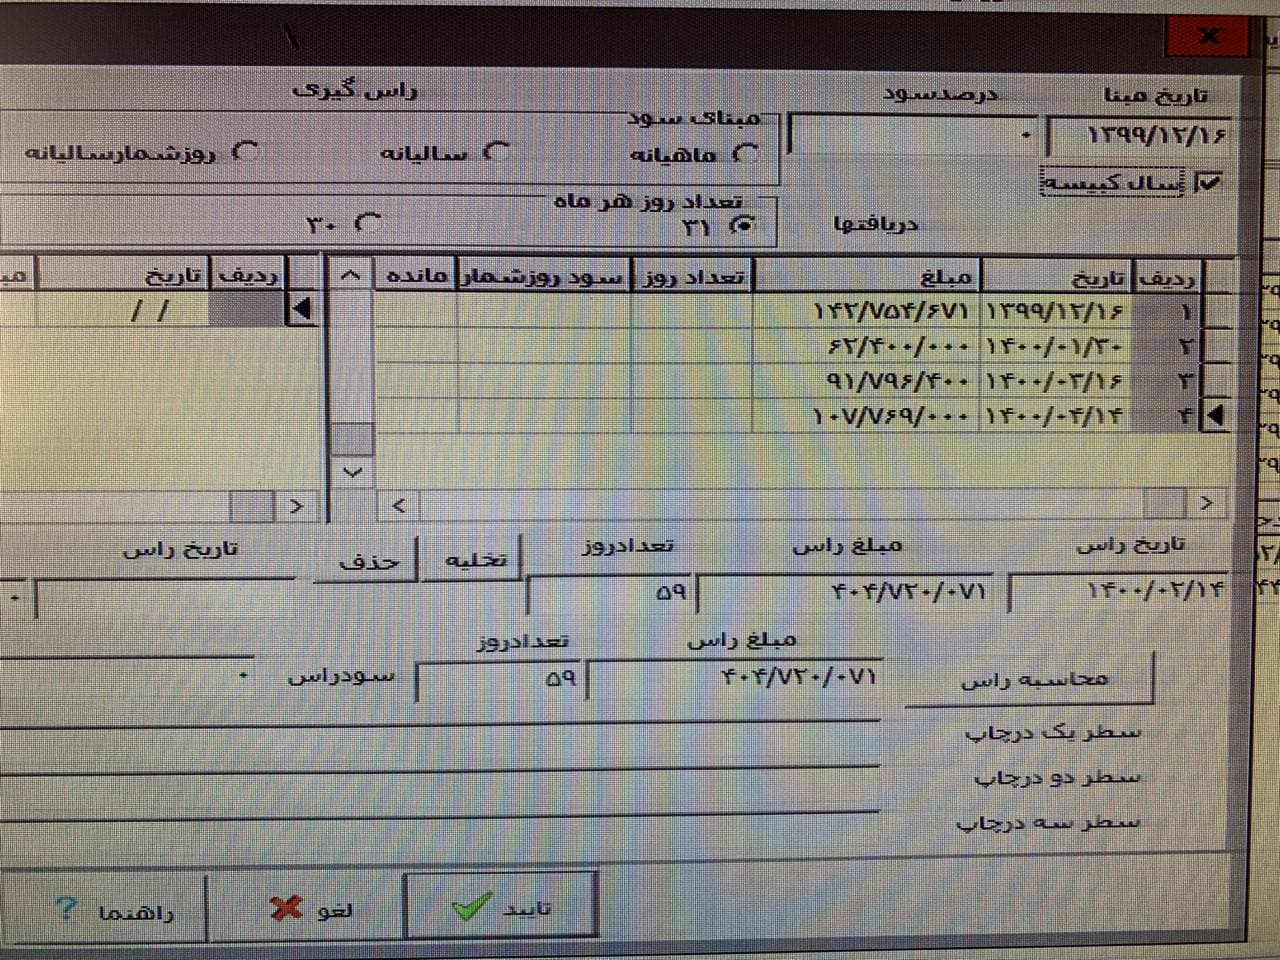 راس گیری
تاریخ مبنا
درصدسود
۱۳۹۹/۱۲/۱۶
۰
مبنای سود
ماهیانه
سالیانه
روزشمارسالیانه
سال کبیسه
تعداد روز هر ماه
۳۱
۳۰
دریافتها
ردیف تاریخ مبلغ تعداد روز سود روزشمار مانده
۱ ۱۳۹۹/۱۲/۱۶ ۱۴۲/۷۵۴/۶۷۱
۲ ۱۴۰۰/۰۱/۳۰ ۶۲/۴۰۰/۰۰۰
۳ ۱۴۰۰/۰۳/۱۶ ۹۱/۷۹۶/۴۰۰
۴ ۱۴۰۰/۰۴/۱۴ ۱۰۷/۷۶۹/۰۰۰
ردیف تاریخ
/ /
تاریخ راس مبلغ راس تعدادروز تخلیه حذف تاریخ راس
۱۴۰۰/۰۲/۱۴ ۴۰۴/۷۲۰/۰۷۱ ۵۹ ۰
مبلغ راس تعدادروز
محاسبه راس ۴۰۴/۷۲۰/۰۷۱ ۵۹ سودراس ۰
سطر یک درچاپ
سطر دو درچاپ
سطر سه درچاپ
تایید لغو راهنما ?